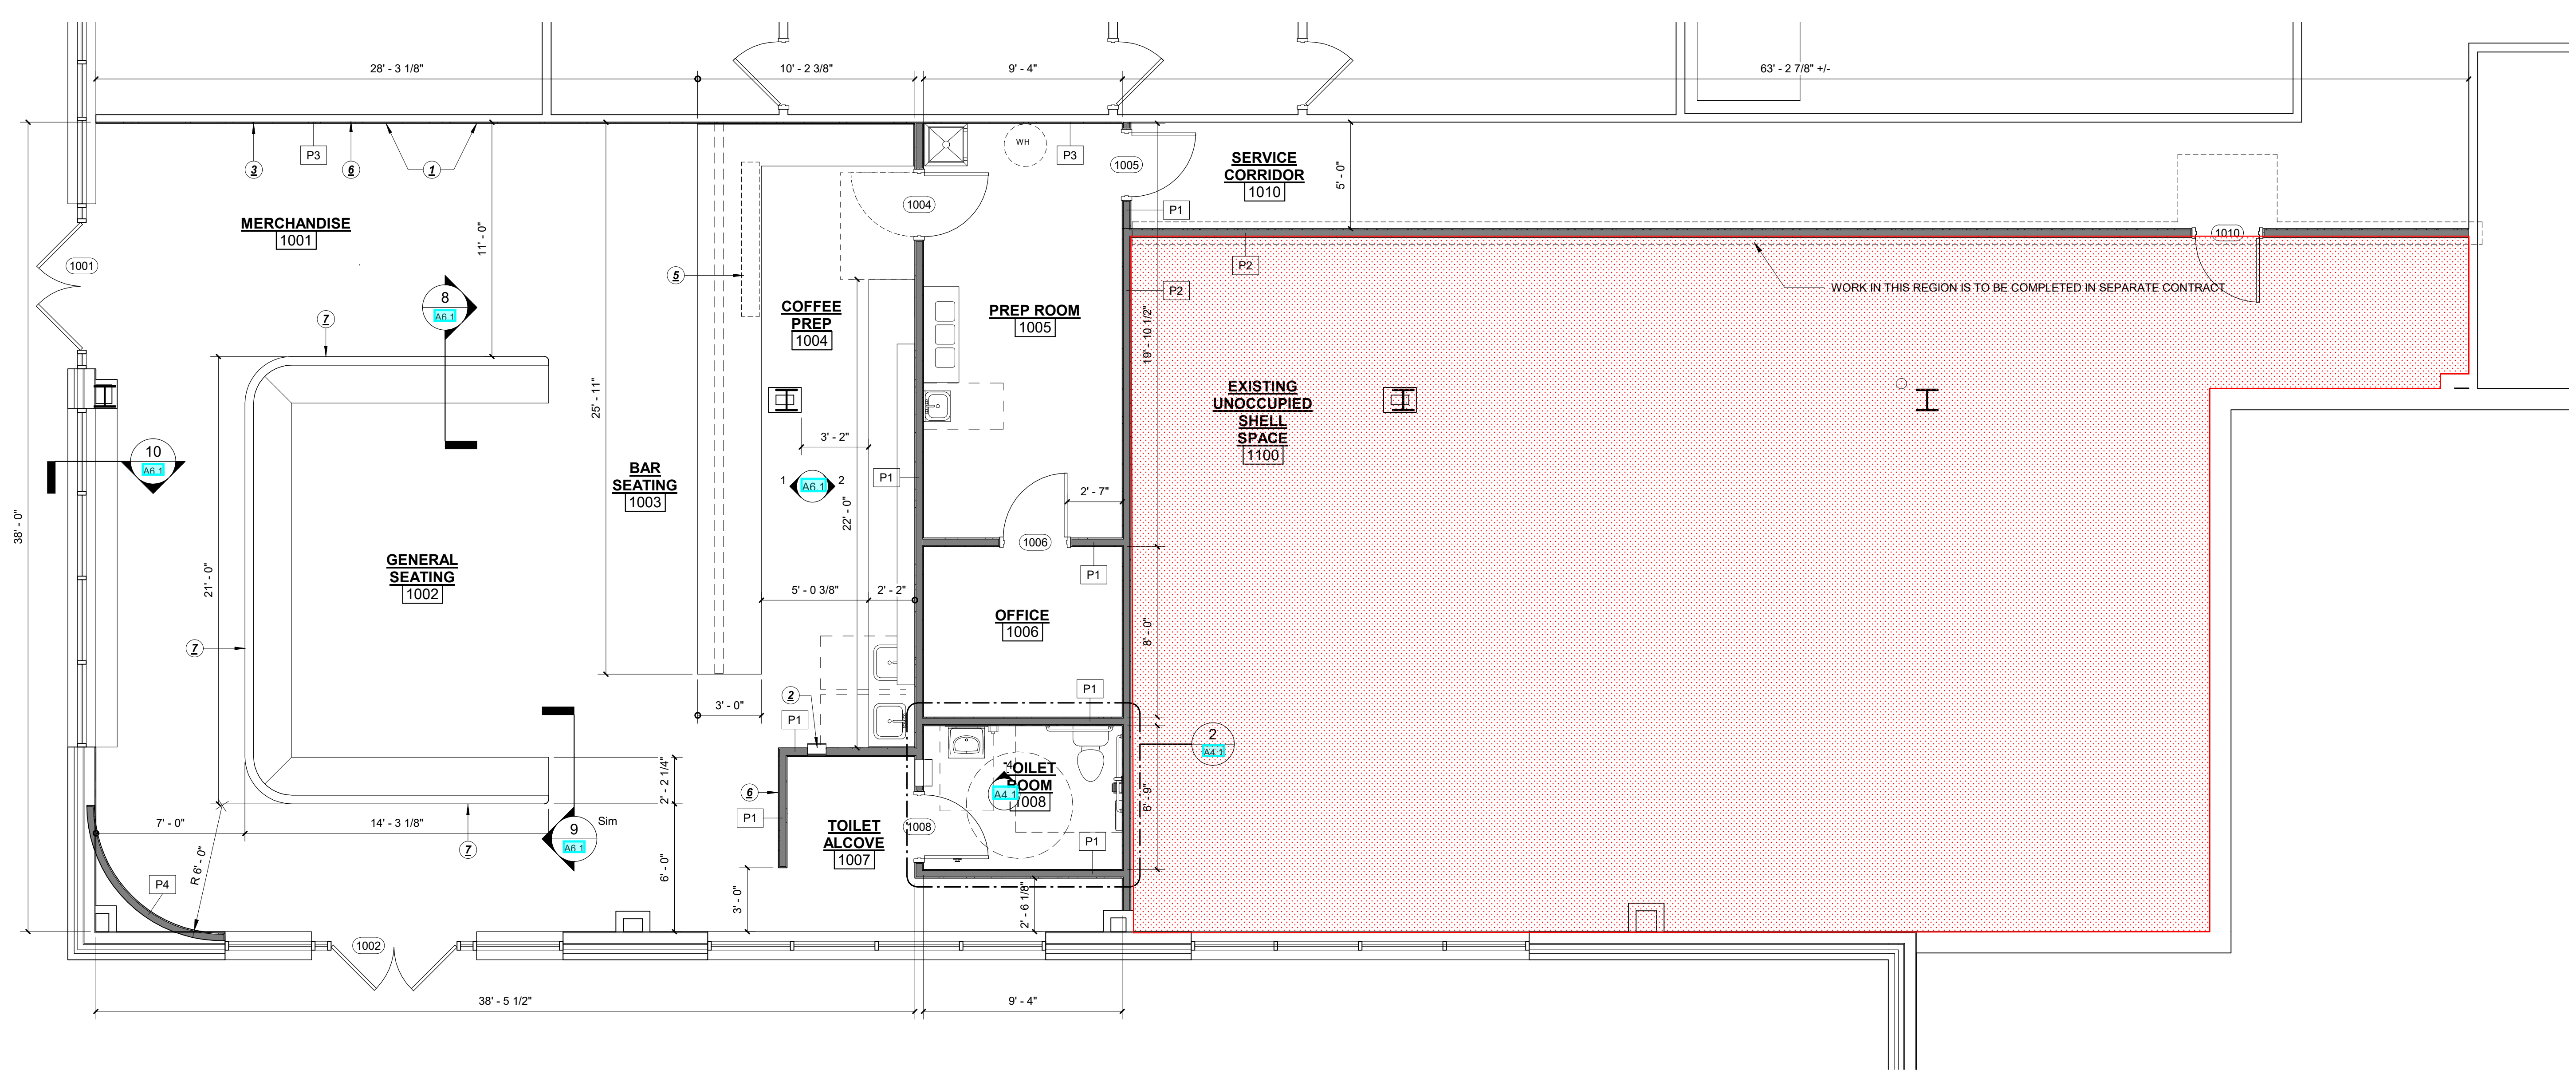 28' - 3 1/8"
10' - 2 3/8"
9' - 4"
63' - 2 7/8" +/-
3
P3
6
1
WH
P3
1005
SERVICE
CORRIDOR
1010
5' - 0"
MERCHANDISE
1001
11' - 0"
1004
P1
1001
5
1010
P2
P2
WORK IN THIS REGION IS TO BE COMPLETED IN SEPARATE CONTRACT
8
A6.1
7
COFFEE
PREP
1004
PREP ROOM
1005
19' - 10 1/2"
25' - 11"
EXISTING
UNOCCUPIED
SHELL
SPACE
1100
3' - 2"
10
A6.1
BAR
SEATING
1003
P1
1
A6.1
2
2' - 7"
22' - 0"
38' - 0"
1006
P1
GENERAL
SEATING
1002
21' - 0"
5' - 0 3/8"
2' - 2"
OFFICE
1006
8' - 0"
7
2
3' - 0"
P1
P1
2
A4.1
2' - 2 1/4"
6
4
A4.1
TOILET
ROOM
1008
6' - 9"
7' - 0"
14' - 3 1/8"
9
A6.1
Sim
P1
TOILET
ALCOVE
1007
1008
P1
7
R 6' - 0"
6' - 0"
P4
3' - 0"
2' - 6 1/8"
1002
38' - 5 1/2"
9' - 4"